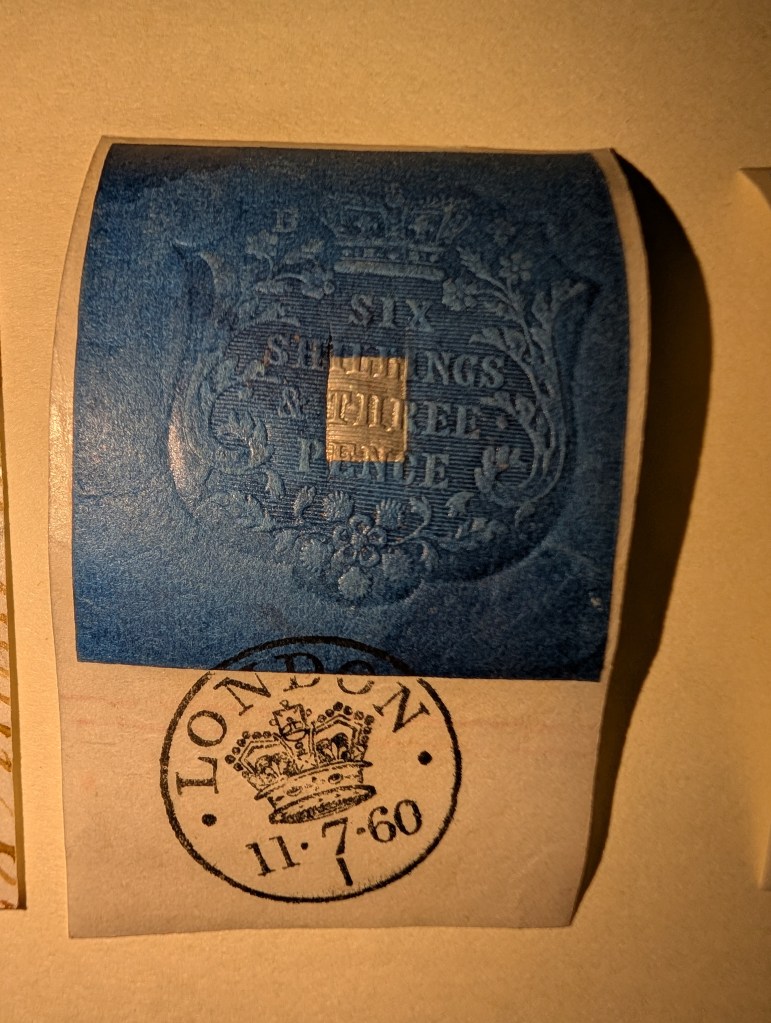 B
SIX
SHILLINGS
& THREE
PENCE
LONDON
11·7·60
1